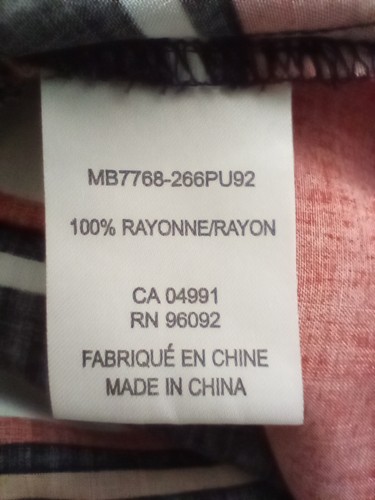 MB7768-266PU92
100% RAYONNE/RAYON
CA 04991
RN 96092
FABRIQUÉ EN CHINE
MADE IN CHINA